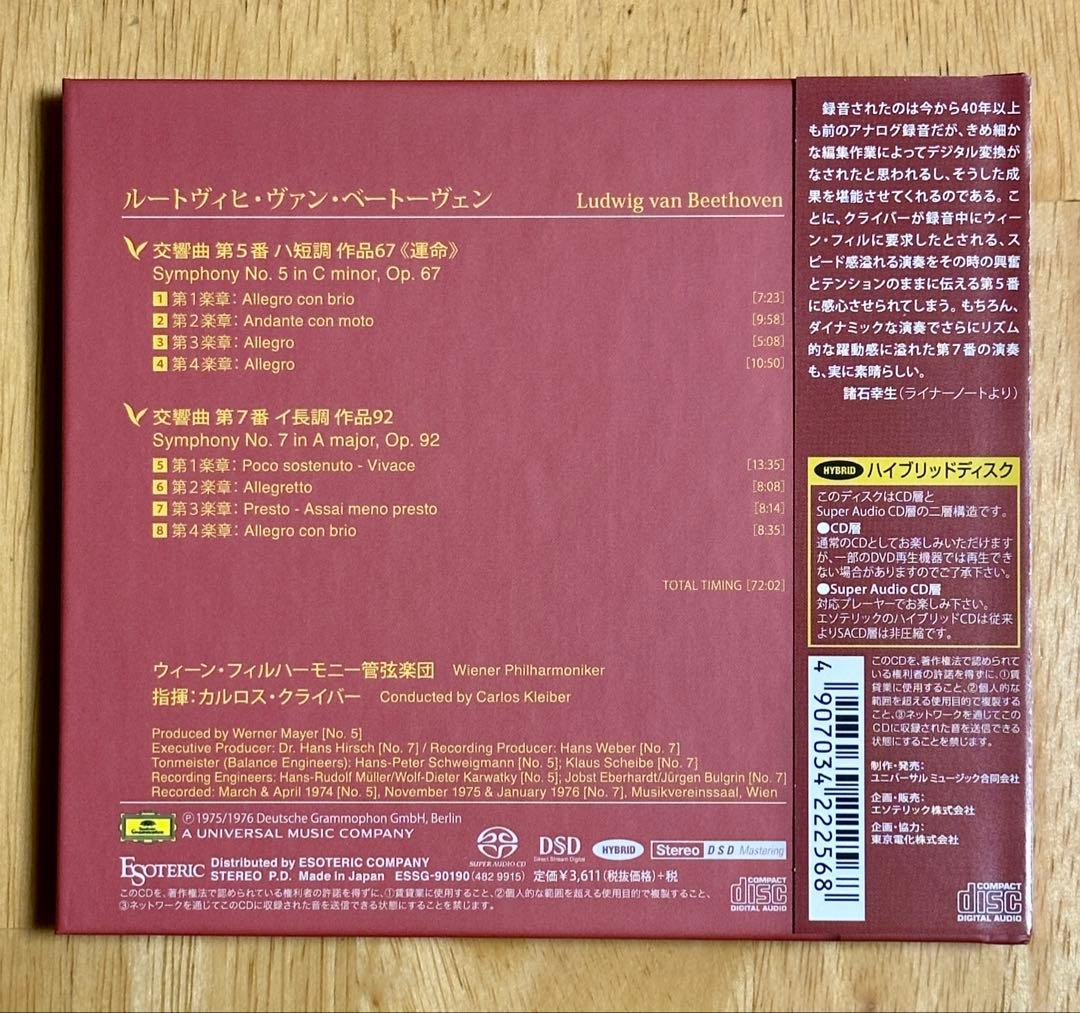 ルートヴィヒ・ヴァン・ベートーヴェン Ludwig van Beethoven
交響曲 第5番 ハ短調 作品67《運命》
Symphony No. 5 in C minor, Op. 67
1 第1楽章: Allegro con brio [7:23]
2 第2楽章: Andante con moto [9:58]
3 第3楽章: Allegro [5:08]
4 第4楽章: Allegro [10:50]
交響曲 第7番 イ長調 作品92
Symphony No. 7 in A major, Op. 92
5 第1楽章: Poco sostenuto - Vivace [13:35]
6 第2楽章: Allegretto [8:08]
7 第3楽章: Presto - Assai meno presto [8:14]
8 第4楽章: Allegro con brio [8:35]
TOTAL TIMING [72:02]
ウィーン・フィルハーモニー管弦楽団 Wiener Philharmoniker
指揮:カルロス・クライバー Conducted by Carlos Kleiber
Produced by Werner Mayer [No. 5]
Executive Producer: Dr. Hans Hirsch [No. 7] / Recording Producer: Hans Weber [No. 7]
Tonmeister (Balance Engineers): Hans-Peter Schweigmann [No. 5]; Klaus Scheibe [No. 7]
Recording Engineers: Hans-Rudolf Müller/Wolf-Dieter Karwatky [No. 5]; Jobst Eberhardt/Jürgen Bulgrin [No. 7]
Recorded: March & April 1974 [No. 5], November 1975 & January 1976 [No. 7], Musikvereinssaal, Wien
Deutsche Grammophon
Ⓟ 1975/1976 Deutsche Grammophon GmbH, Berlin
A UNIVERSAL MUSIC COMPANY
SUPER AUDIO CD
DSD
Direct Stream Digital
HYBRID
Stereo DSD Mastering
ESOTERIC
Distributed by ESOTERIC COMPANY
STEREO P.D. Made in Japan ESSG-90190 (482 9915) 定価¥3,611(税抜価格)+税
このCDを、著作権法で認められている権利者の許諾を得ずに、①賃貸業に使用すること、②個人的な範囲を超える使用目的で複製すること、
③ネットワークを通じてこのCDに収録された音を送信できる状態にすることを禁じます。
COMPACT
disc
DIGITAL AUDIO
録音されたのは今から40年以上
も前のアナログ録音だが、きめ細か
な編集作業によってデジタル変換が
なされたと思われるし、そうした成
果を堪能させてくれるのである。こ
とに、クライバーが録音中にウィー
ン・フィルに要求したとされる、ス
ピード感溢れる演奏をその時の興奮
とテンションのままに伝える第5番
に感心させられてしまう。もちろん、
ダイナミックな演奏でさらにリズム
的な躍動感に溢れた第7番の演奏
も、実に素晴らしい。
諸石幸生(ライナーノートより)
HYBRID ハイブリッドディスク
このディスクはCD層と
Super Audio CD層の二層構造です。
●CD層
通常のCDとしてお楽しみいただけます
が、一部のDVD再生機器では再生でき
ない場合がありますのでご了承下さい。
●Super Audio CD層
対応プレーヤーでお楽しみ下さい。
エソテリックのハイブリッドCDは従来
よりSACD層は非圧縮です。
4 907034 222568
このCDを、著作権法で認められて
いる権利者の許諾を得ずに、①賃
貸業に使用すること、②個人的な
範囲を超える使用目的で複製する
こと、③ネットワークを通じてこの
CDに収録された音を送信できる
状態にすることを禁じます。
制作・発売:
ユニバーサル ミュージック合同会社
企画・販売:
エソテリック株式会社
企画・協力:
東京電化株式会社
COMPACT
disc
DIGITAL AUDIO